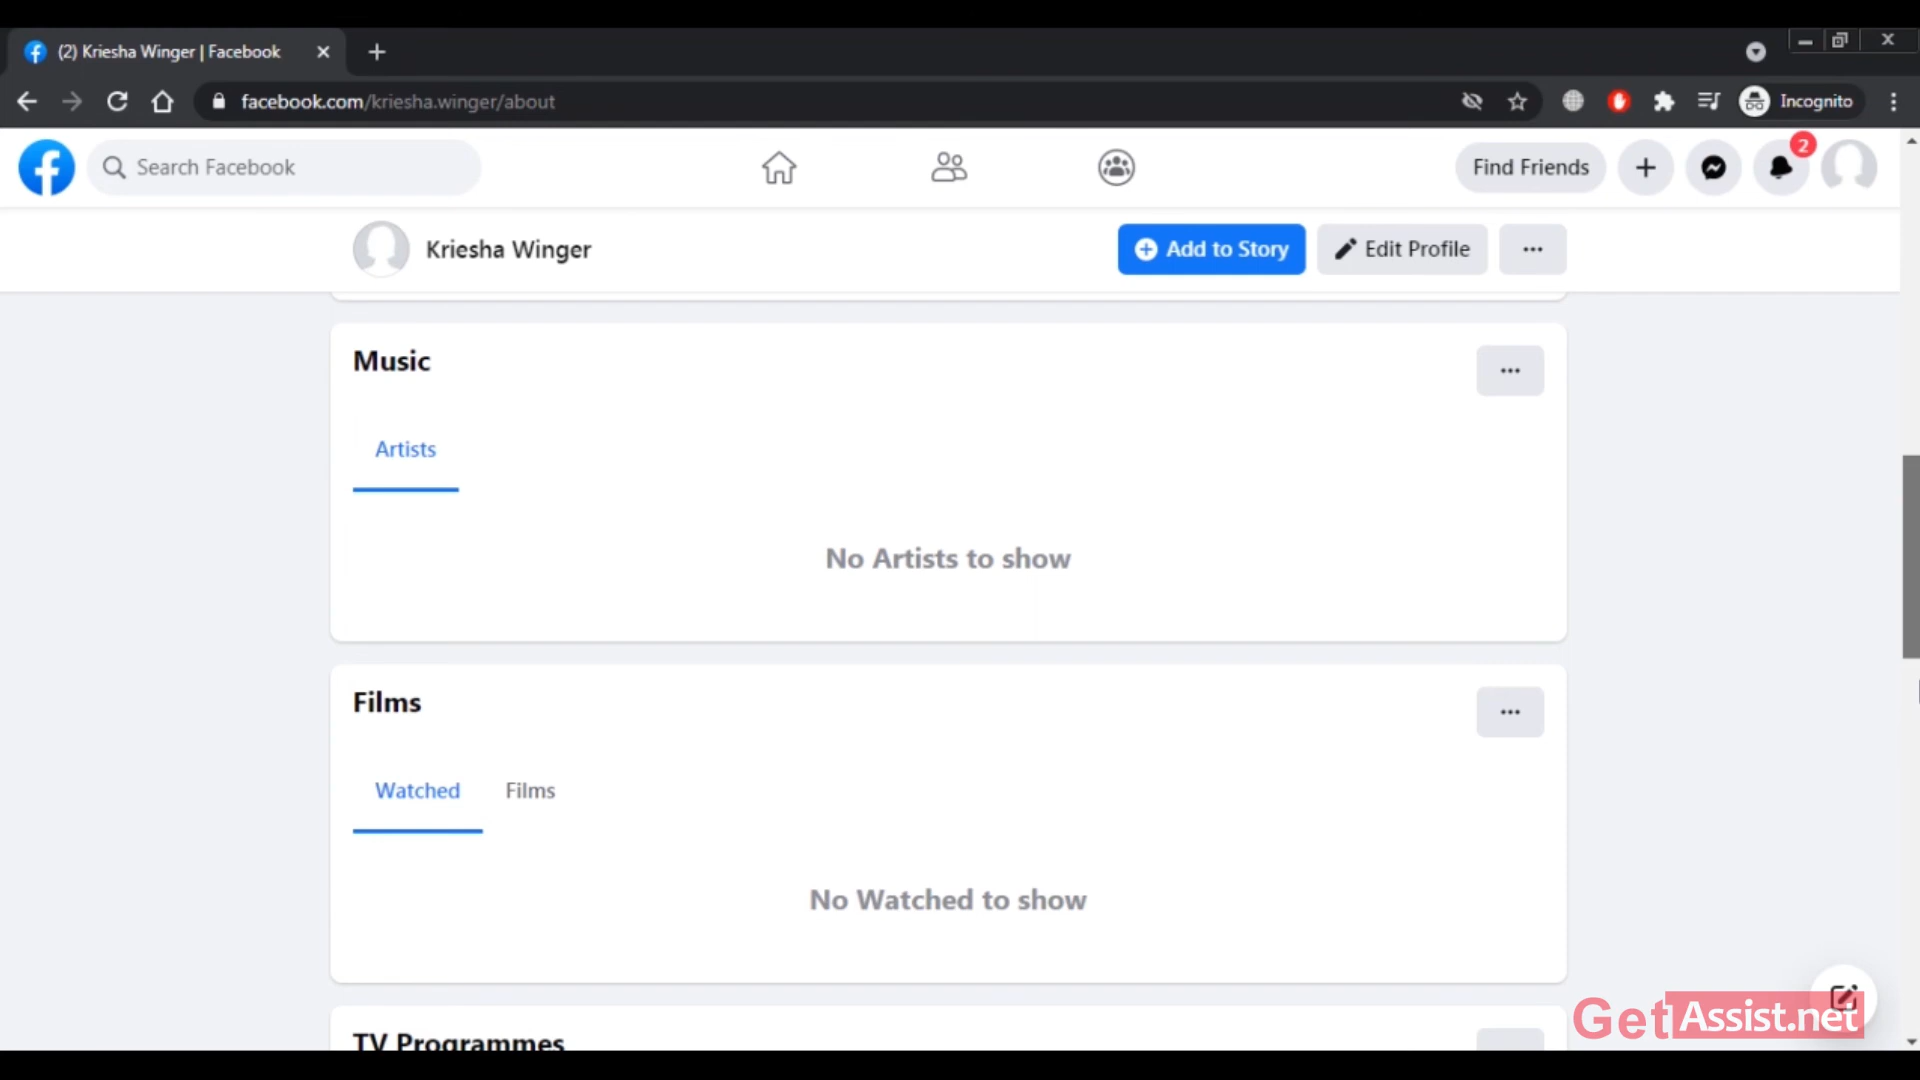 (2) Kriesha Winger | Facebook
facebook.com/kriesha.winger/about
Incognito
Search Facebook
Find Friends
2
Kriesha Winger
Add to Story
Edit Profile
Music
Artists
No Artists to show
Films
Watched Films
No Watched to show
TV Programmes
GetAssist.net